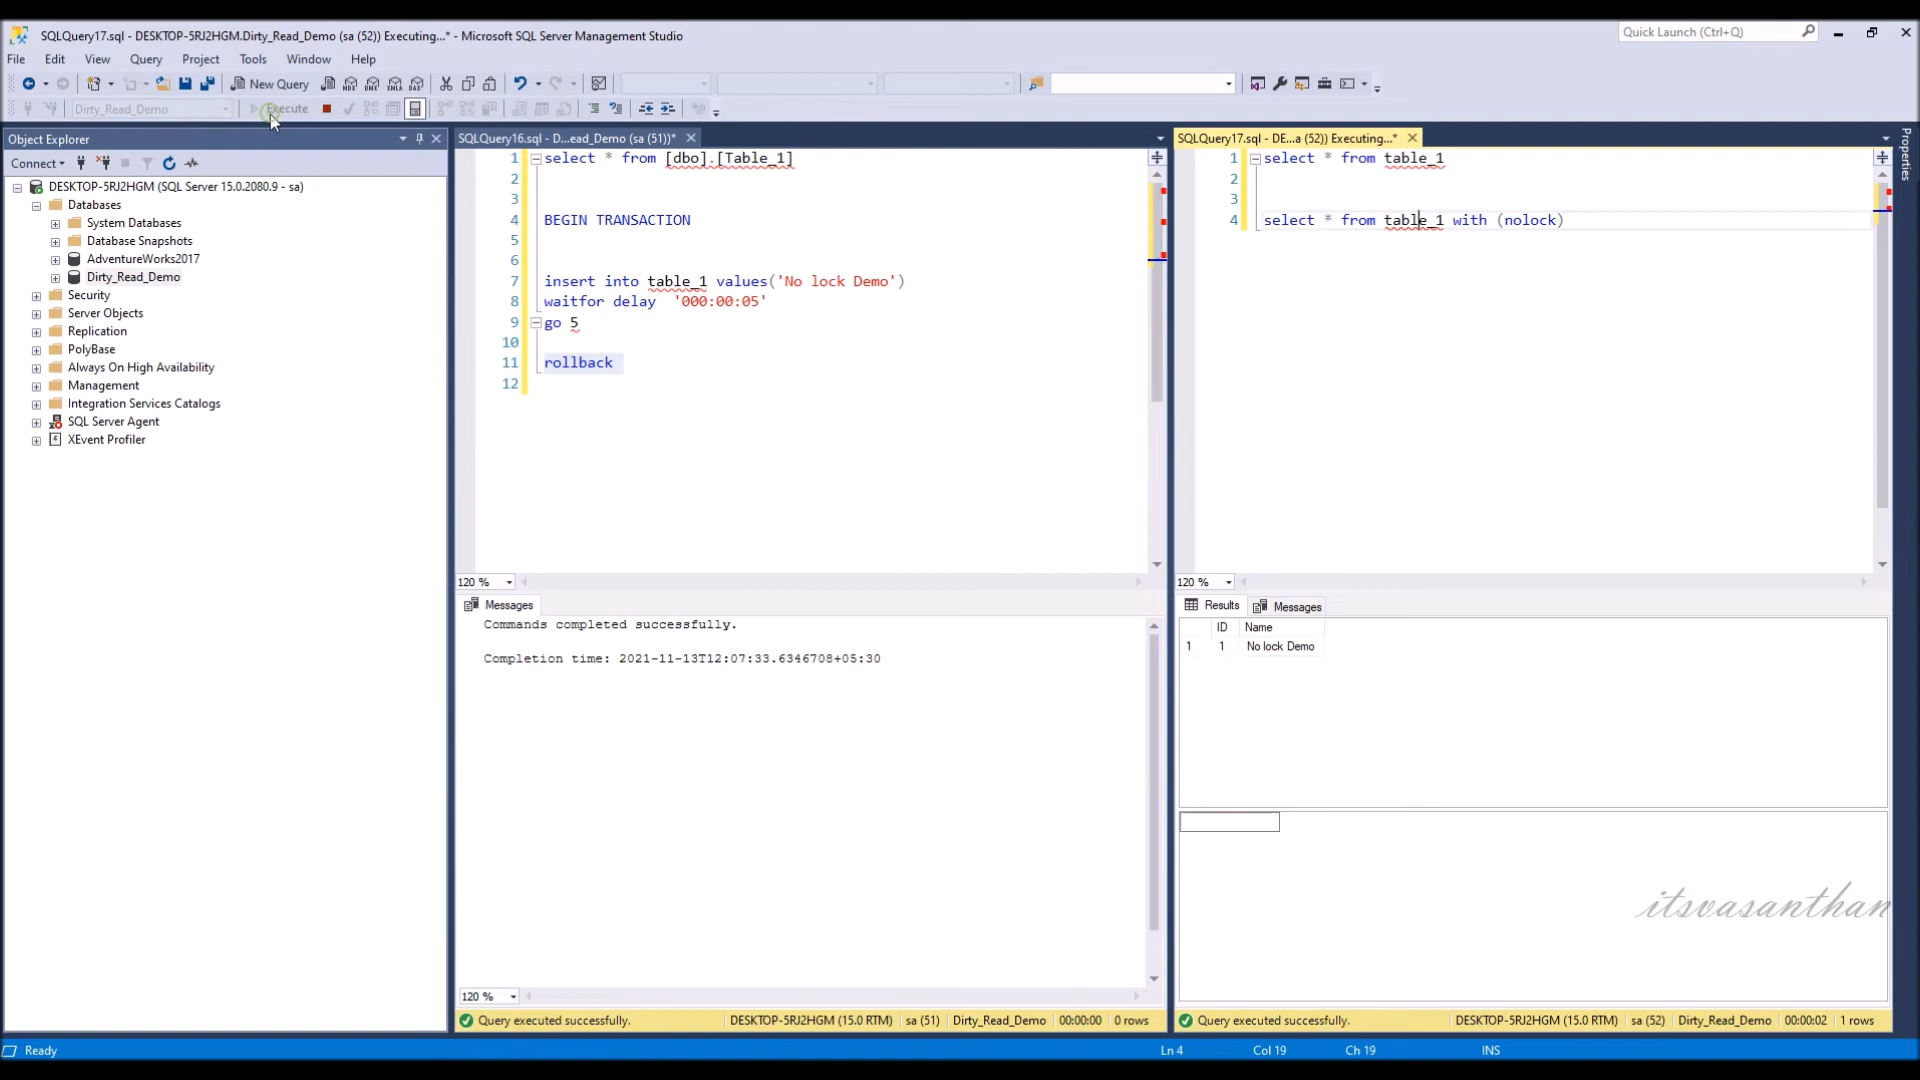 SQLQuery17.sql - DESKTOP-5RJ2HGM.Dirty_Read_Demo (sa (52)) Executing...* - Microsoft SQL Server Management Studio
Quick Launch (Ctrl+Q)
File Edit View Query Project Tools Window Help
New Query
Dirty_Read_Demo Execute
Object Explorer
Connect
DESKTOP-5RJ2HGM (SQL Server 15.0.2080.9 - sa)
Databases
System Databases
Database Snapshots
AdventureWorks2017
Dirty_Read_Demo
Security
Server Objects
Replication
PolyBase
Always On High Availability
Management
Integration Services Catalogs
SQL Server Agent
XEvent Profiler
SQLQuery16.sql - D...ead_Demo (sa (51))*
1 select * from [dbo].[Table_1]
2
3
4 BEGIN TRANSACTION
5
6
7 insert into table_1 values('No lock Demo')
8 waitfor delay '000:00:05'
9 go 5
10
11 rollback
12
120 %
Messages
Commands completed successfully.
Completion time: 2021-11-13T12:07:33.6346708+05:30
120 %
Query executed successfully. DESKTOP-5RJ2HGM (15.0 RTM) sa (51) Dirty_Read_Demo 00:00:00 0 rows
SQLQuery17.sql - DE...a (52)) Executing...*
1 select * from table_1
2
3
4 select * from table_1 with (nolock)
120 %
Results Messages
ID Name
1 1 No lock Demo
itsvasanthan
Query executed successfully. DESKTOP-5RJ2HGM (15.0 RTM) sa (52) Dirty_Read_Demo 00:00:02 1 rows
Properties
Ready Ln 4 Col 19 Ch 19 INS